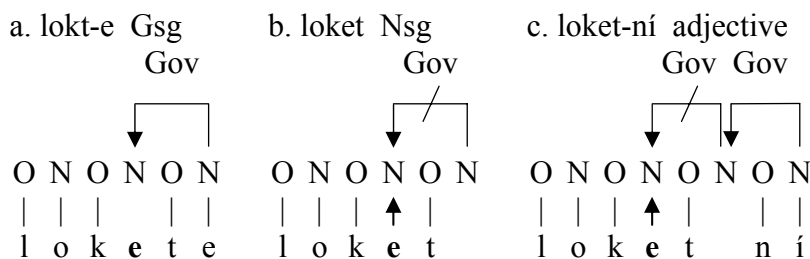 a. lokt-e Gsg b. loket Nsg c. loket-ní adjective
Gov Gov Gov Gov
O N O N O N O N O N O N O N O N O N O N
l o k e t e l o k e t l o k e t n í